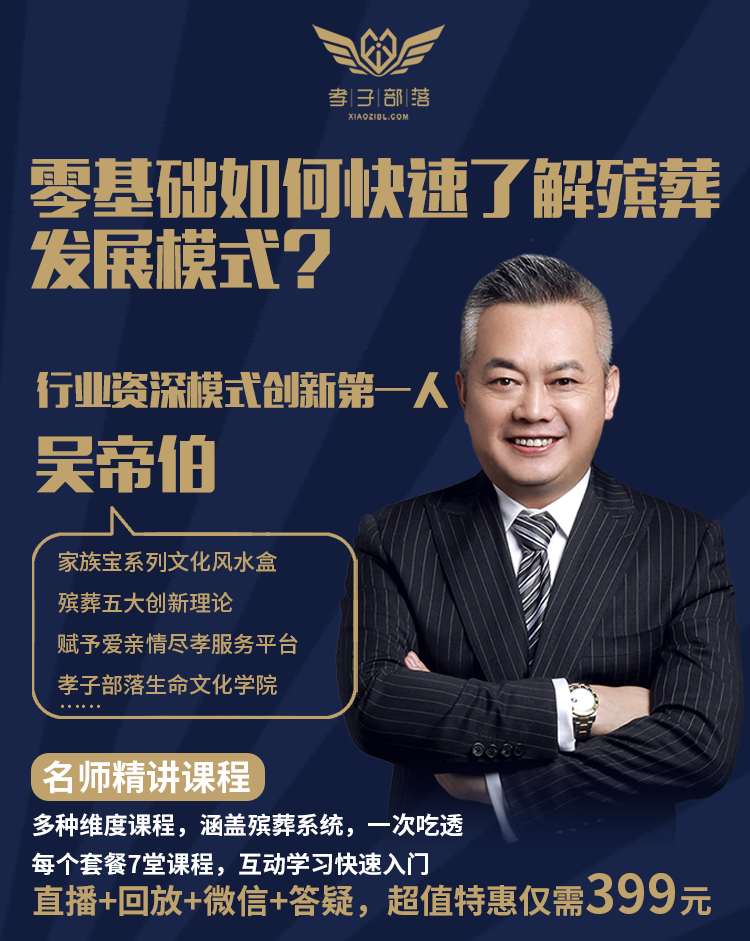 孝|子|部|落
XIAOZIBL.COM
零基础如何快速了解殡葬
发展模式?
行业资深模式创新第一人
吴帝伯
家族宝系列文化风水盒
殡葬五大创新理论
赋予爱亲情尽孝服务平台
孝子部落生命文化学院
······
名师精讲课程
多种维度课程，涵盖殡葬系统，一次吃透
每个套餐7堂课程，互动学习快速入门
直播+回放+微信+答疑，超值特惠仅需399元